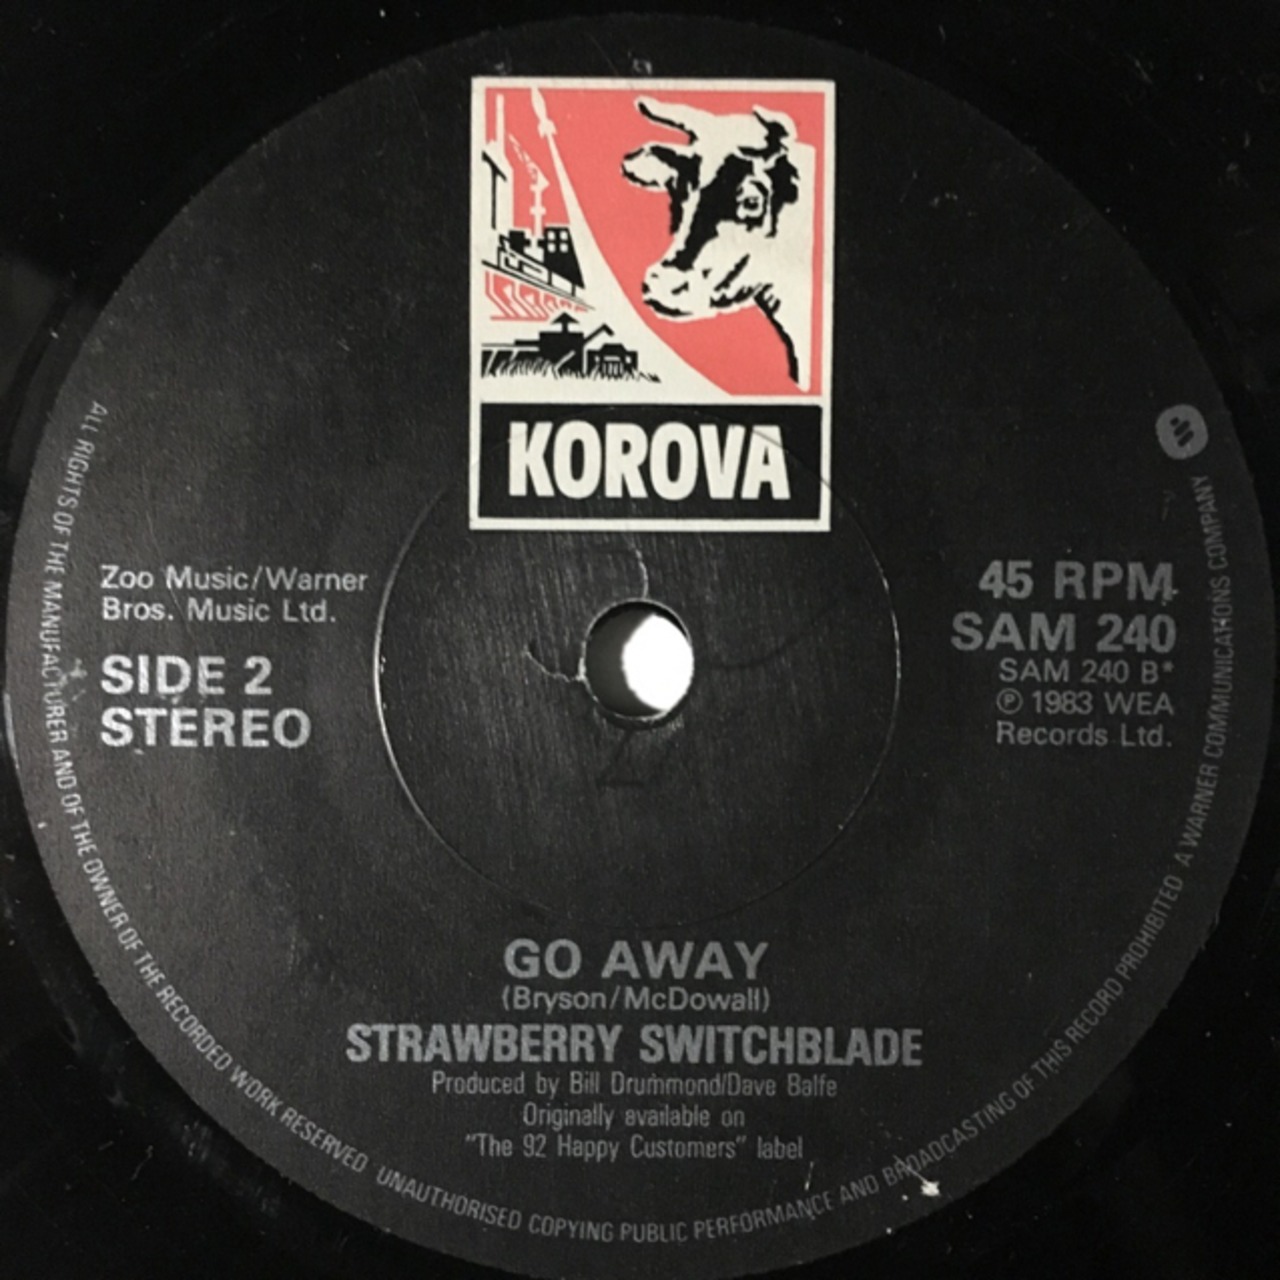 KOROVA
Zoo Music/Warner
Bros. Music Ltd.
SIDE 2
STEREO
45 RPM
SAM 240
SAM 240 B*
℗ 1983 WEA
Records Ltd.
2
GO AWAY
(Bryson/McDowall)
STRAWBERRY SWITCHBLADE
Produced by Bill Drummond/Dave Balfe
Originally available on
"The 92 Happy Customers" label
ALL RIGHTS OF THE MANUFACTURER AND OF THE OWNER OF THE RECORDED WORK RESERVED UNAUTHORISED COPYING PUBLIC PERFORMANCE AND BROADCASTING OF THIS RECORD PROHIBITED A WARNER COMMUNICATIONS COMPANY